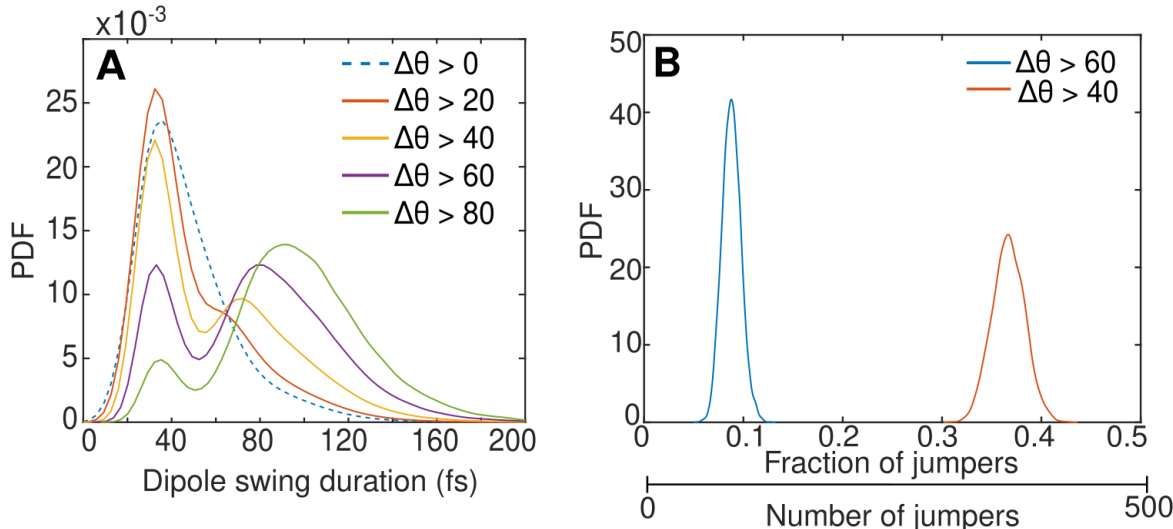 x10-3
A
Δθ > 0
Δθ > 20
Δθ > 40
Δθ > 60
Δθ > 80
PDF
25
20
15
10
5
0
0 40 80 120 160 200
Dipole swing duration (fs)
B
Δθ > 60
Δθ > 40
PDF
50
40
30
20
10
0
0 0.1 0.2 0.3 0.4 0.5
Fraction of jumpers
0 500
Number of jumpers